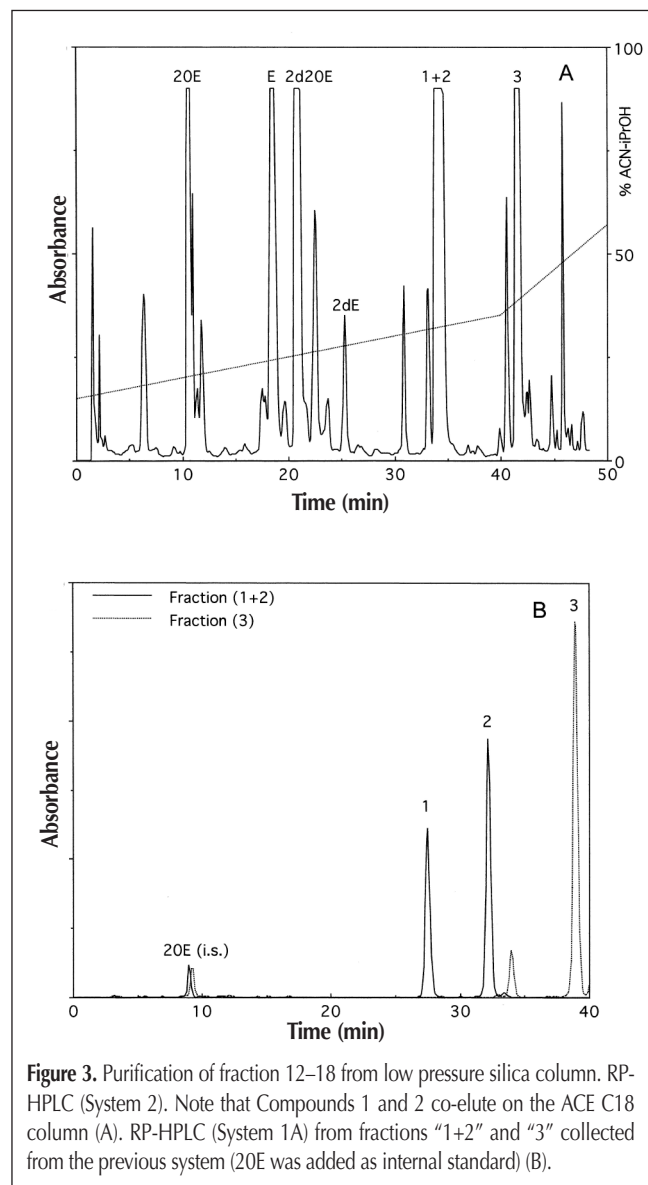 20E E 2d20E 1+2 3 A 100
2dE
50
0
% ACN-iPrOH
Absorbance
0 10 20 30 40 50
Time (min)
Fraction (1+2)
Fraction (3)
B 3
2
1
20E (i.s.)
Absorbance
0 10 20 30 40
Time (min)
Figure 3. Purification of fraction 12–18 from low pressure silica column. RP-
HPLC (System 2). Note that Compounds 1 and 2 co-elute on the ACE C18
column (A). RP-HPLC (System 1A) from fractions “1+2” and “3” collected
from the previous system (20E was added as internal standard) (B).